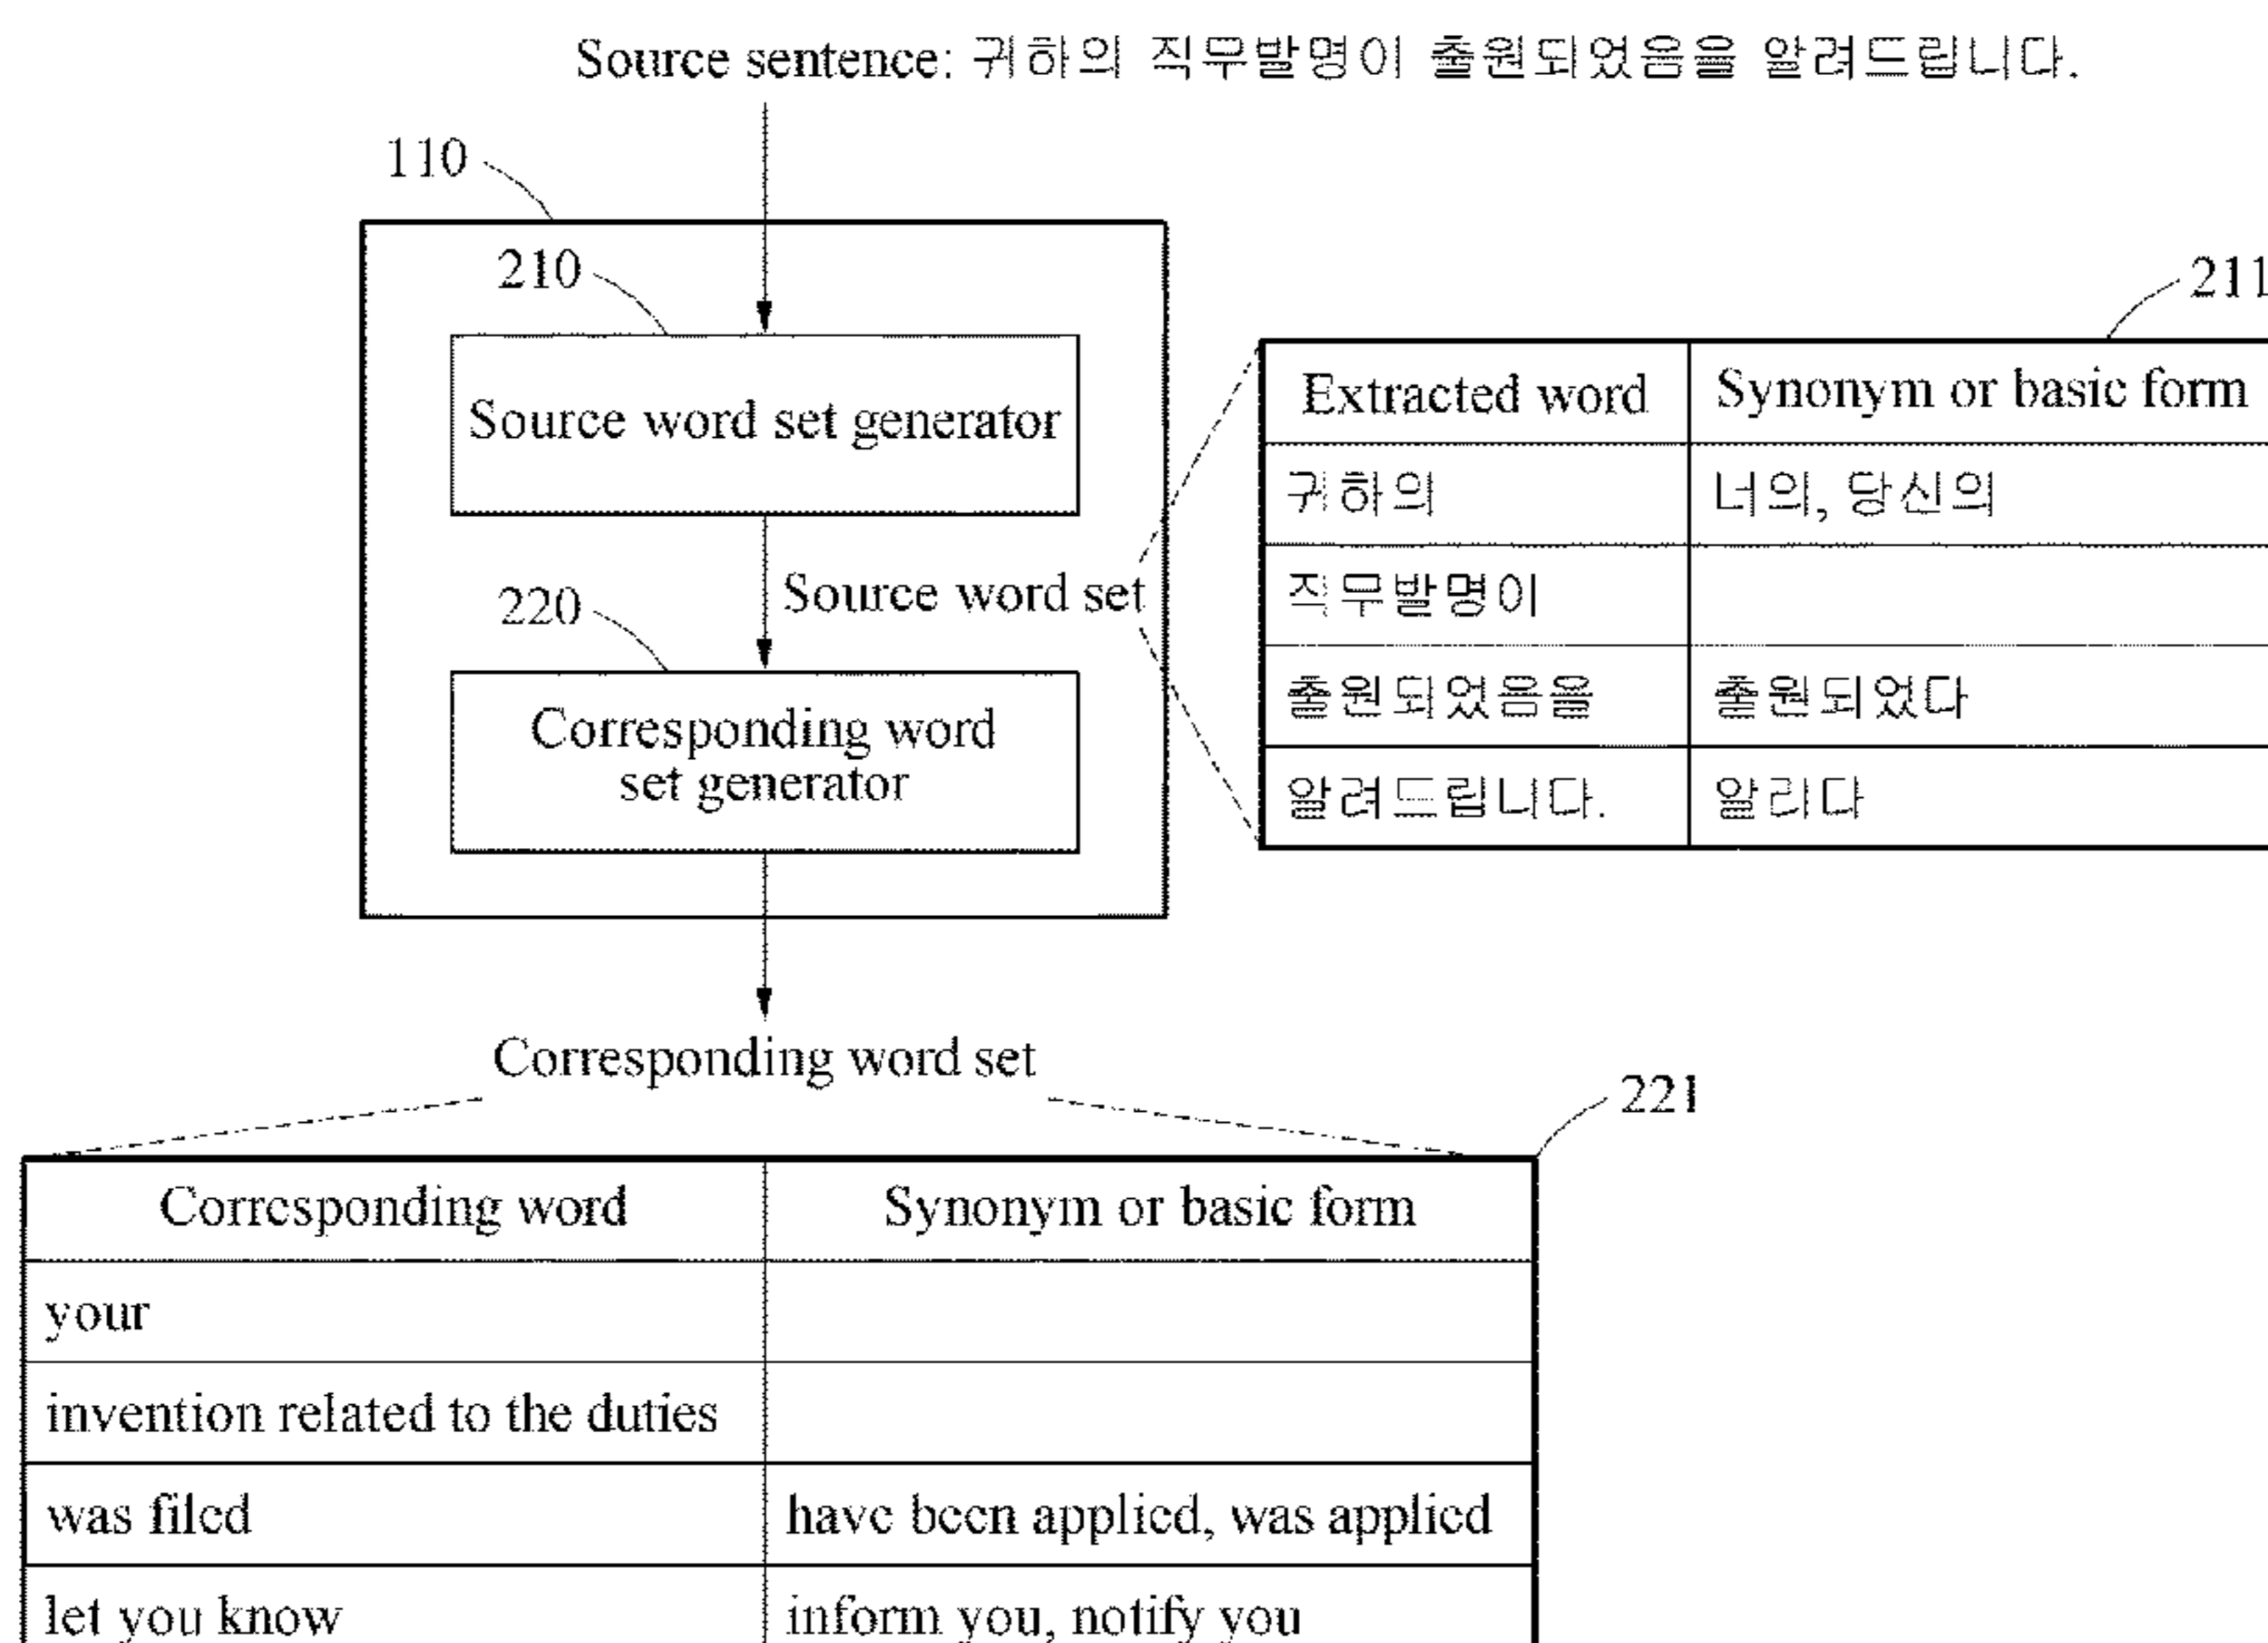 Source sentence: 귀하의 직무발명이 출원되었음을 알려드립니다.
110
210
211
Source word set generator
Extracted word Synonym or basic form
귀하의 너의, 당신의
직무발명이
출원되었음을 출원되었다
알려드립니다. 알리다
Source word set
220
Corresponding word
set generator
Corresponding word set
221
Corresponding word Synonym or basic form
your
invention related to the duties
was filed have been applied, was applied
let you know inform you, notify you